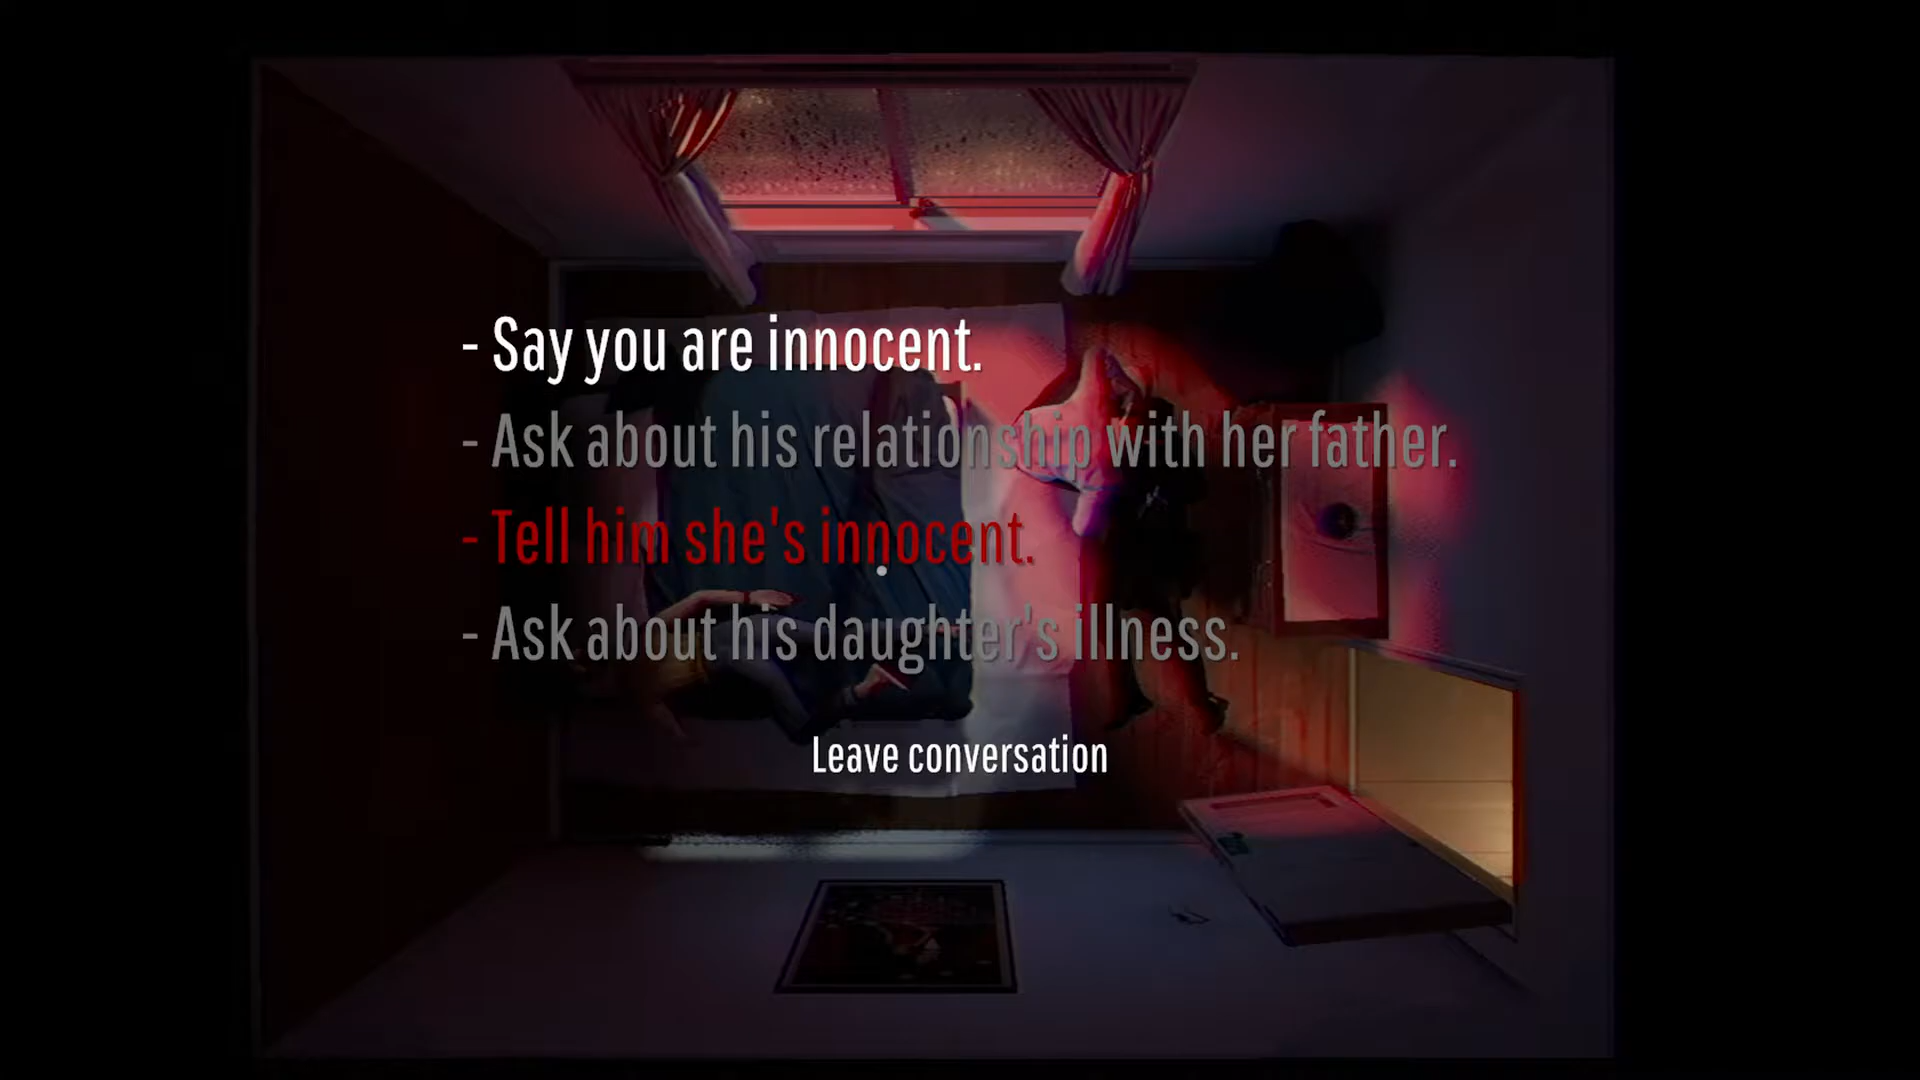 - Say you are innocent.
- Ask about his relationship with her father.
- Tell him she's innocent.
- Ask about his daughter's illness.
Leave conversation